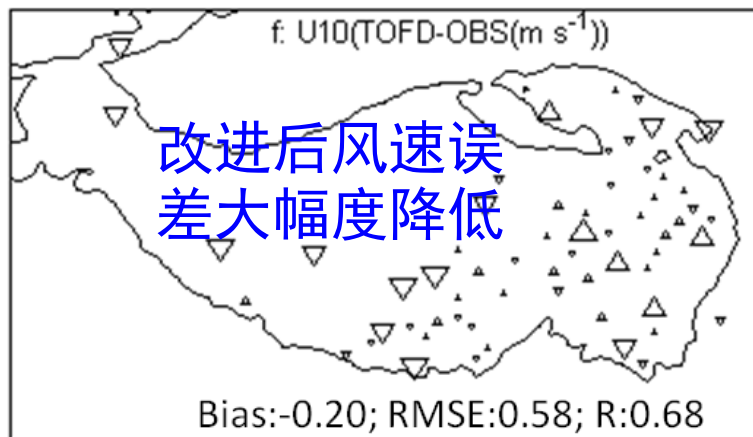 f: U10(TOFD-OBS(m s⁻¹))
改进后风速误
差大幅度降低
Bias:-0.20; RMSE:0.58; R:0.68